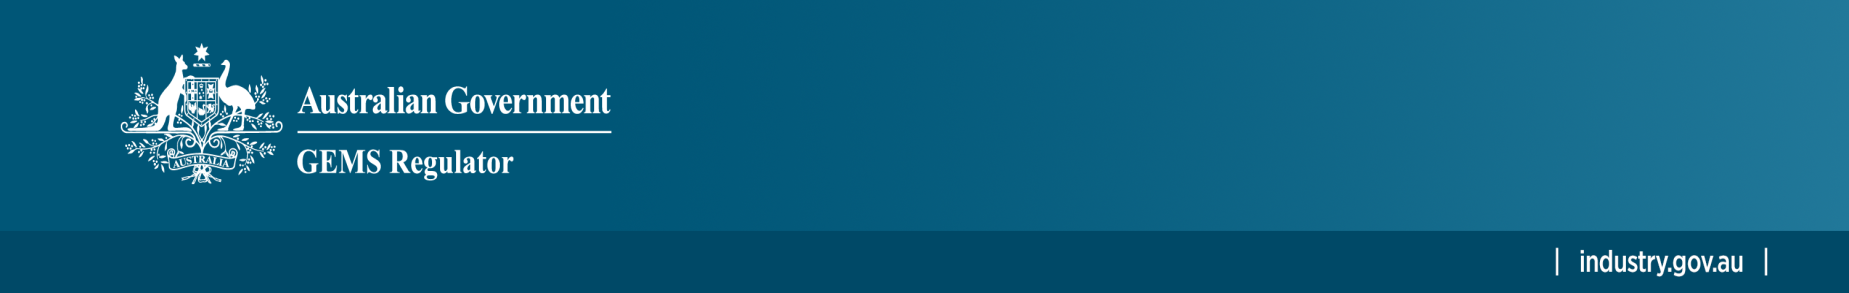 Australian Government
GEMS Regulator
AUSTRALIA
| industry.gov.au |